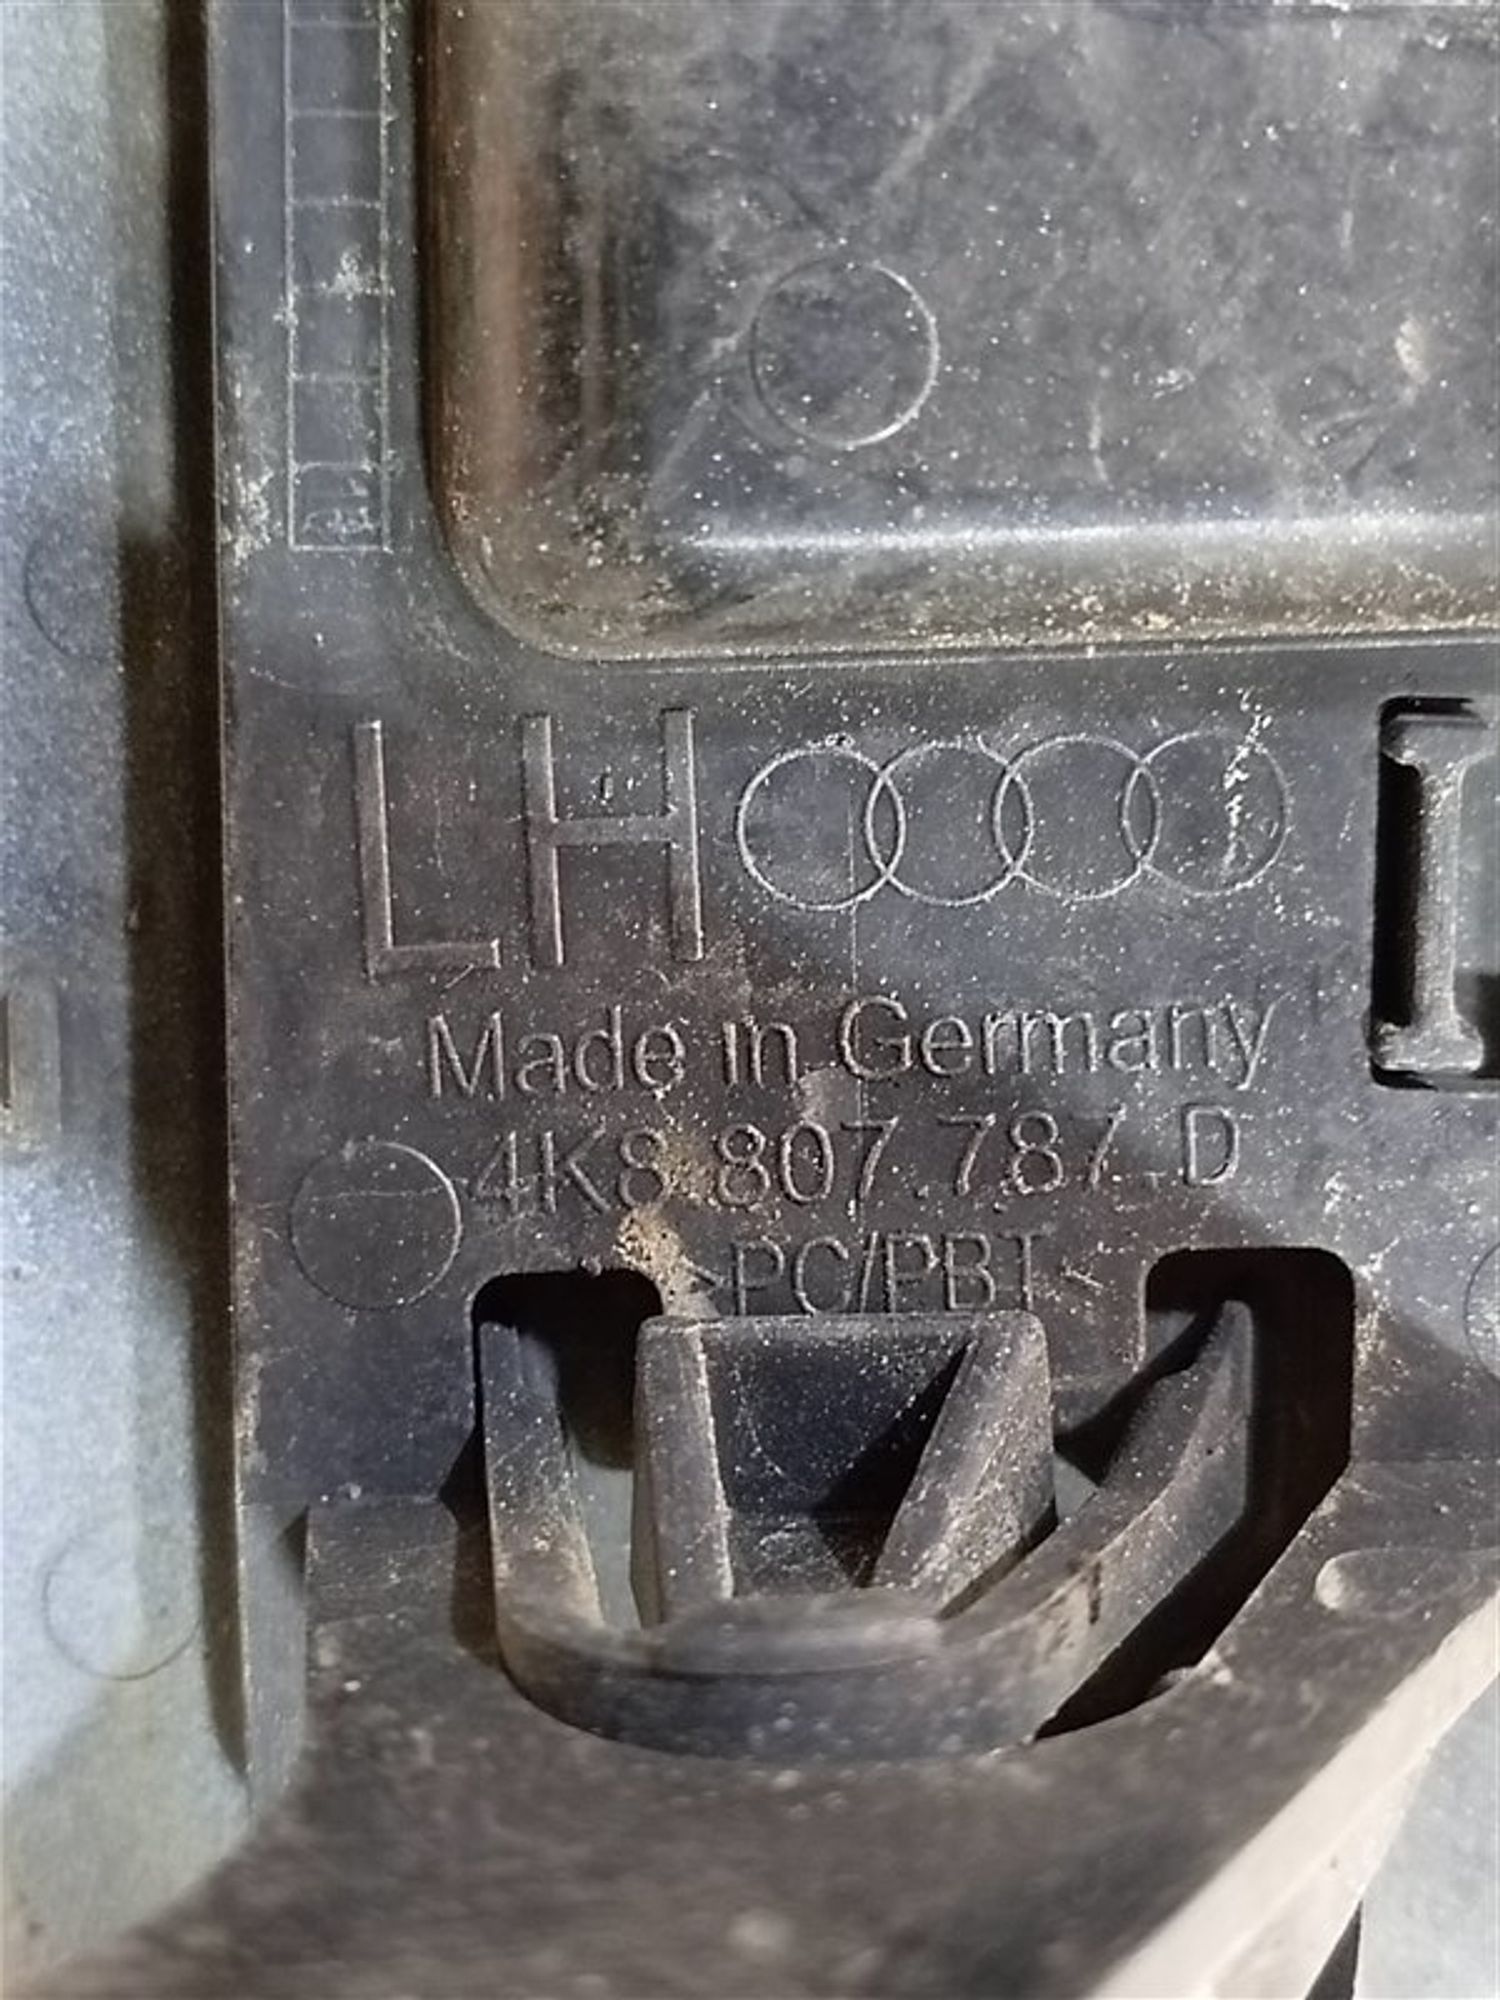 LH
Made in Germany
4K8.807.787.D
>PC/PBT<